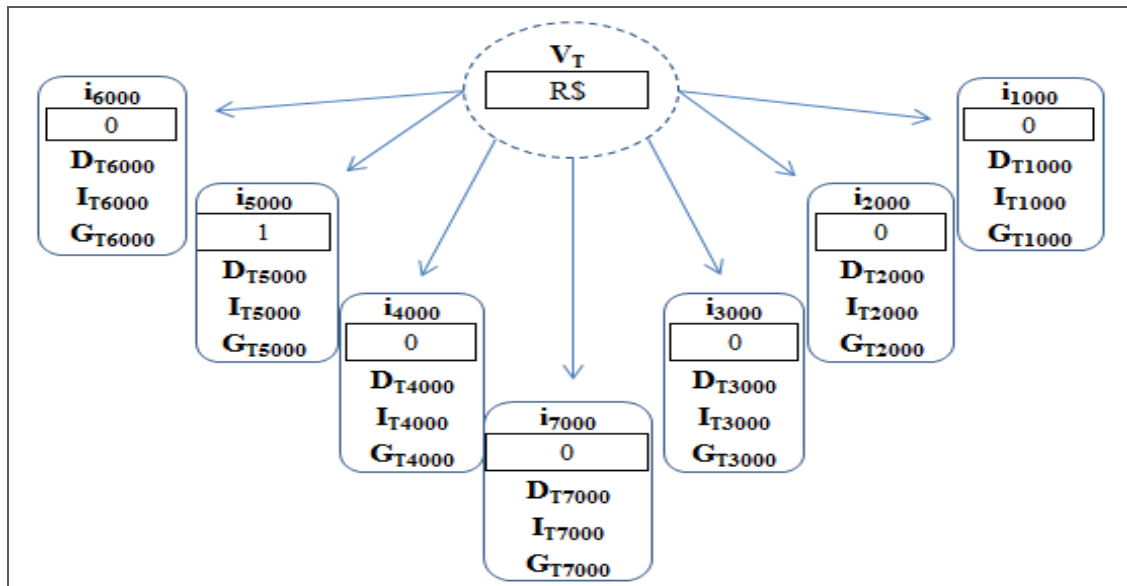 V_T
R$
i_6000
0
D_T6000
I_T6000
G_T6000
i_5000
1
D_T5000
I_T5000
G_T5000
i_4000
0
D_T4000
I_T4000
G_T4000
i_7000
0
D_T7000
I_T7000
G_T7000
i_3000
0
D_T3000
I_T3000
G_T3000
i_2000
0
D_T2000
I_T2000
G_T2000
i_1000
0
D_T1000
I_T1000
G_T1000